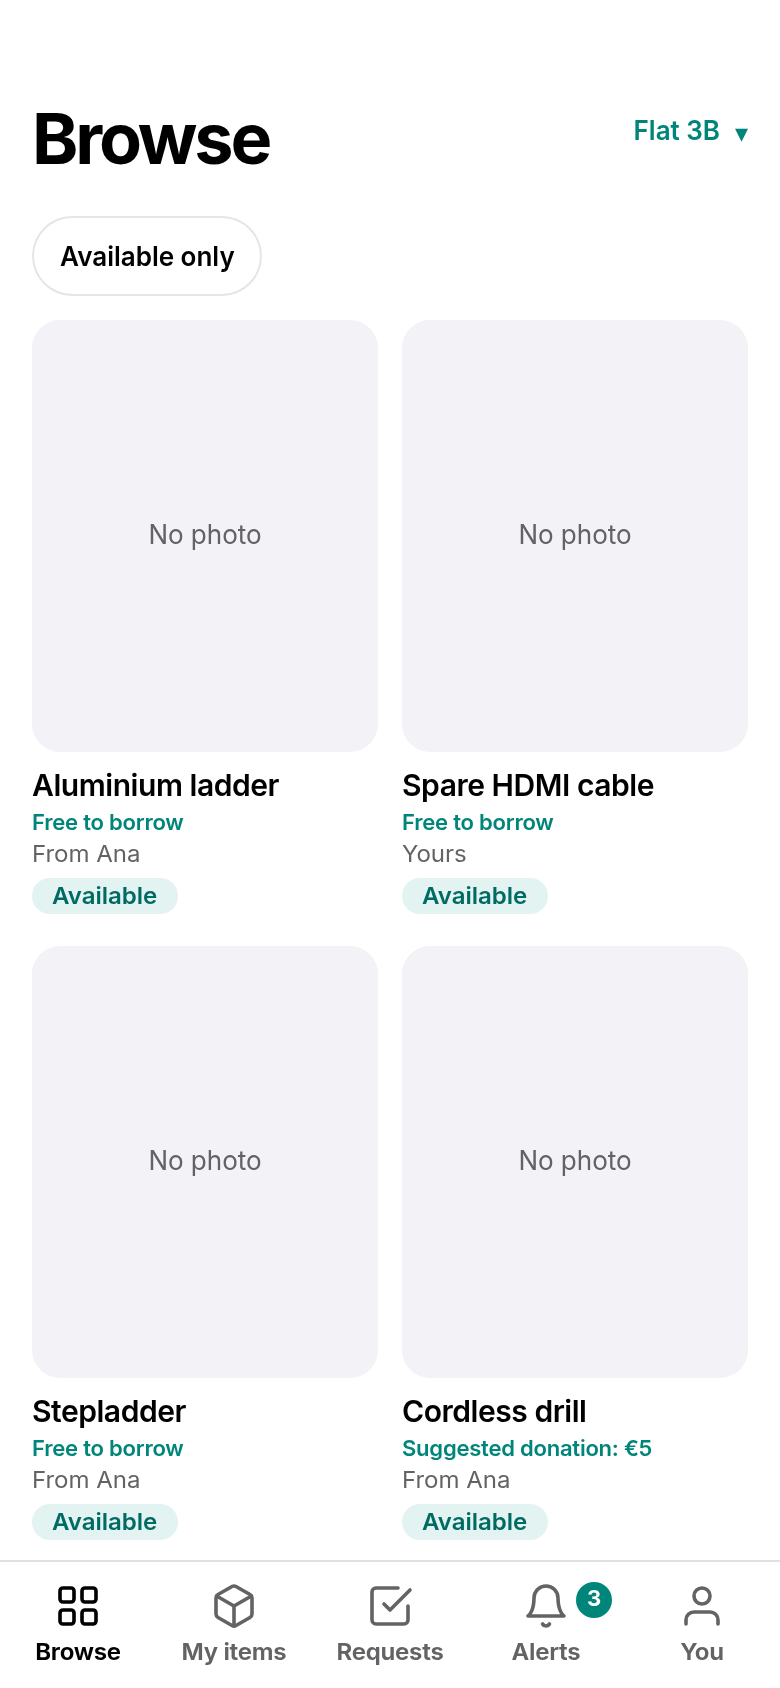 Browse
Flat 3B ▼
Available only
No photo
No photo
Aluminium ladder
Free to borrow
From Ana
Available
Spare HDMI cable
Free to borrow
Yours
Available
No photo
No photo
Stepladder
Free to borrow
From Ana
Available
Cordless drill
Suggested donation: €5
From Ana
Available
3
Browse
My items
Requests
Alerts
You